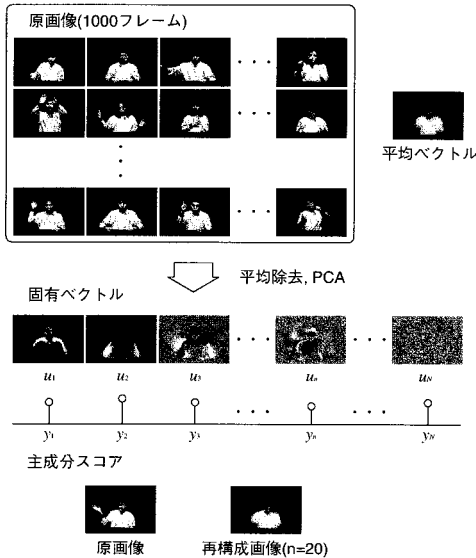 原画像(1000フレーム)
平均ベクトル
平均除去, PCA
固有ベクトル
u1 u2 u3 un uN
y1 y2 y3 yn yN
主成分スコア
原画像 再構成画像(n=20)